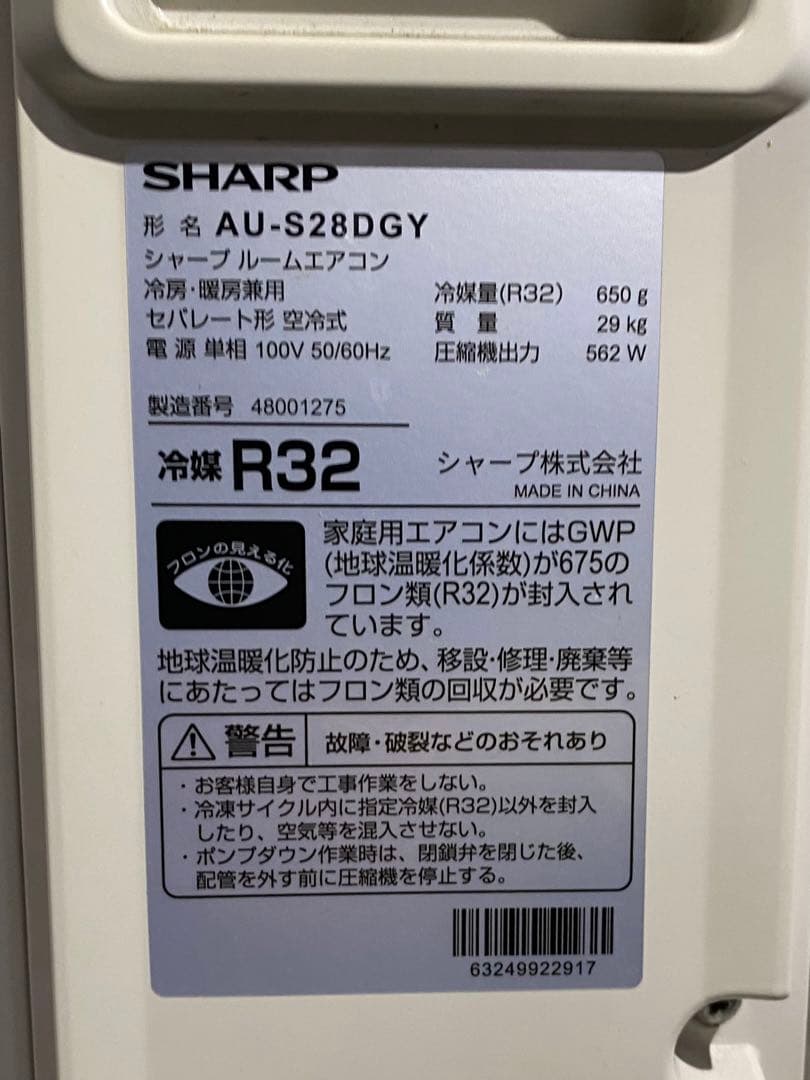 SHARP
形 名 AU-S28DGY
シャープ ルームエアコン
冷房・暖房兼用 冷媒量(R32) 650 g
セパレート形 空冷式 質 量 29 kg
電 源 単相 100V 50/60Hz 圧縮機出力 562 W
製造番号 48001275
冷媒 R32 シャープ株式会社
MADE IN CHINA
フロンの見える化
家庭用エアコンにはGWP
(地球温暖化係数)が675の
フロン類(R32)が封入され
ています。
地球温暖化防止のため、移設・修理・廃棄等
にあたってはフロン類の回収が必要です。
警告 故障・破裂などのおそれあり
・お客様自身で工事作業をしない。
・冷凍サイクル内に指定冷媒(R32)以外を封入
したり、空気等を混入させない。
・ポンプダウン作業時は、閉鎖弁を閉じた後、
配管を外す前に圧縮機を停止する。
63249922917